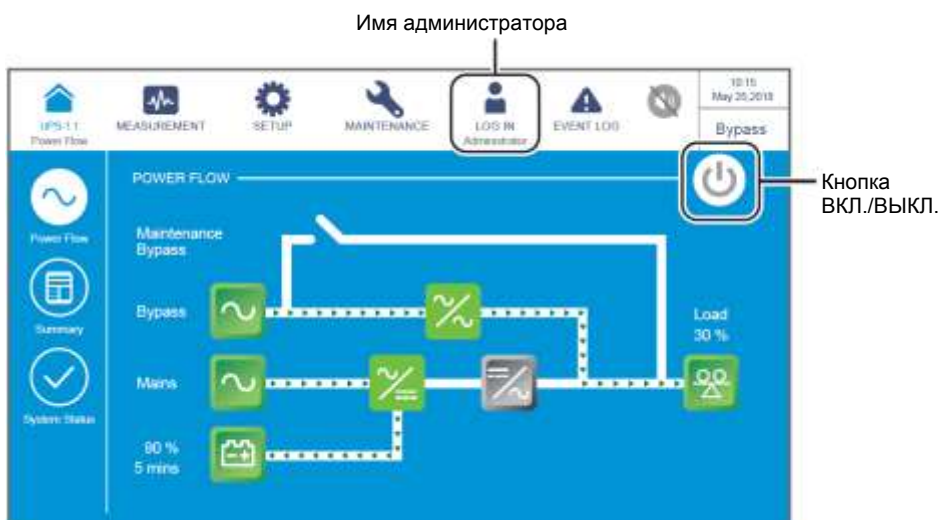 Имя администратора
10:15
May 25,2018
UPS-1.1
Power Flow
MEASUREMENT
SETUP
MAINTENANCE
LOG IN
Administrator
EVENT LOG
Bypass
POWER FLOW
Кнопка
ВКЛ./ВЫКЛ.
Power Flow
Maintenance
Bypass
Summary
Bypass
Load
30 %
Mains
System Status
80 %
5 mins